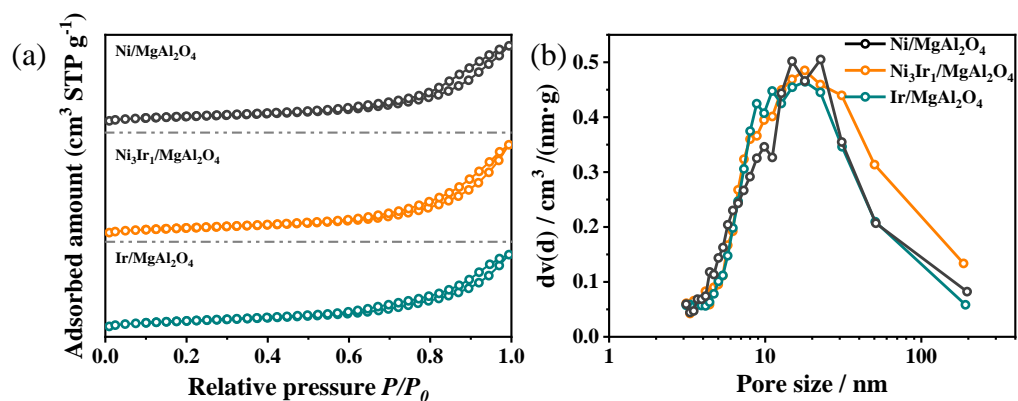 (a)
Adsorbed amount (cm³ STP g⁻¹)
Ni/MgAl₂O₄
Ni₃Ir₁/MgAl₂O₄
Ir/MgAl₂O₄
0.0 0.2 0.4 0.6 0.8 1.0
Relative pressure P/P₀
(b)
dv(d) / cm³ /(nm·g)
0.5
0.4
0.3
0.2
0.1
0.0
Ni/MgAl₂O₄
Ni₃Ir₁/MgAl₂O₄
Ir/MgAl₂O₄
1 10 100
Pore size / nm